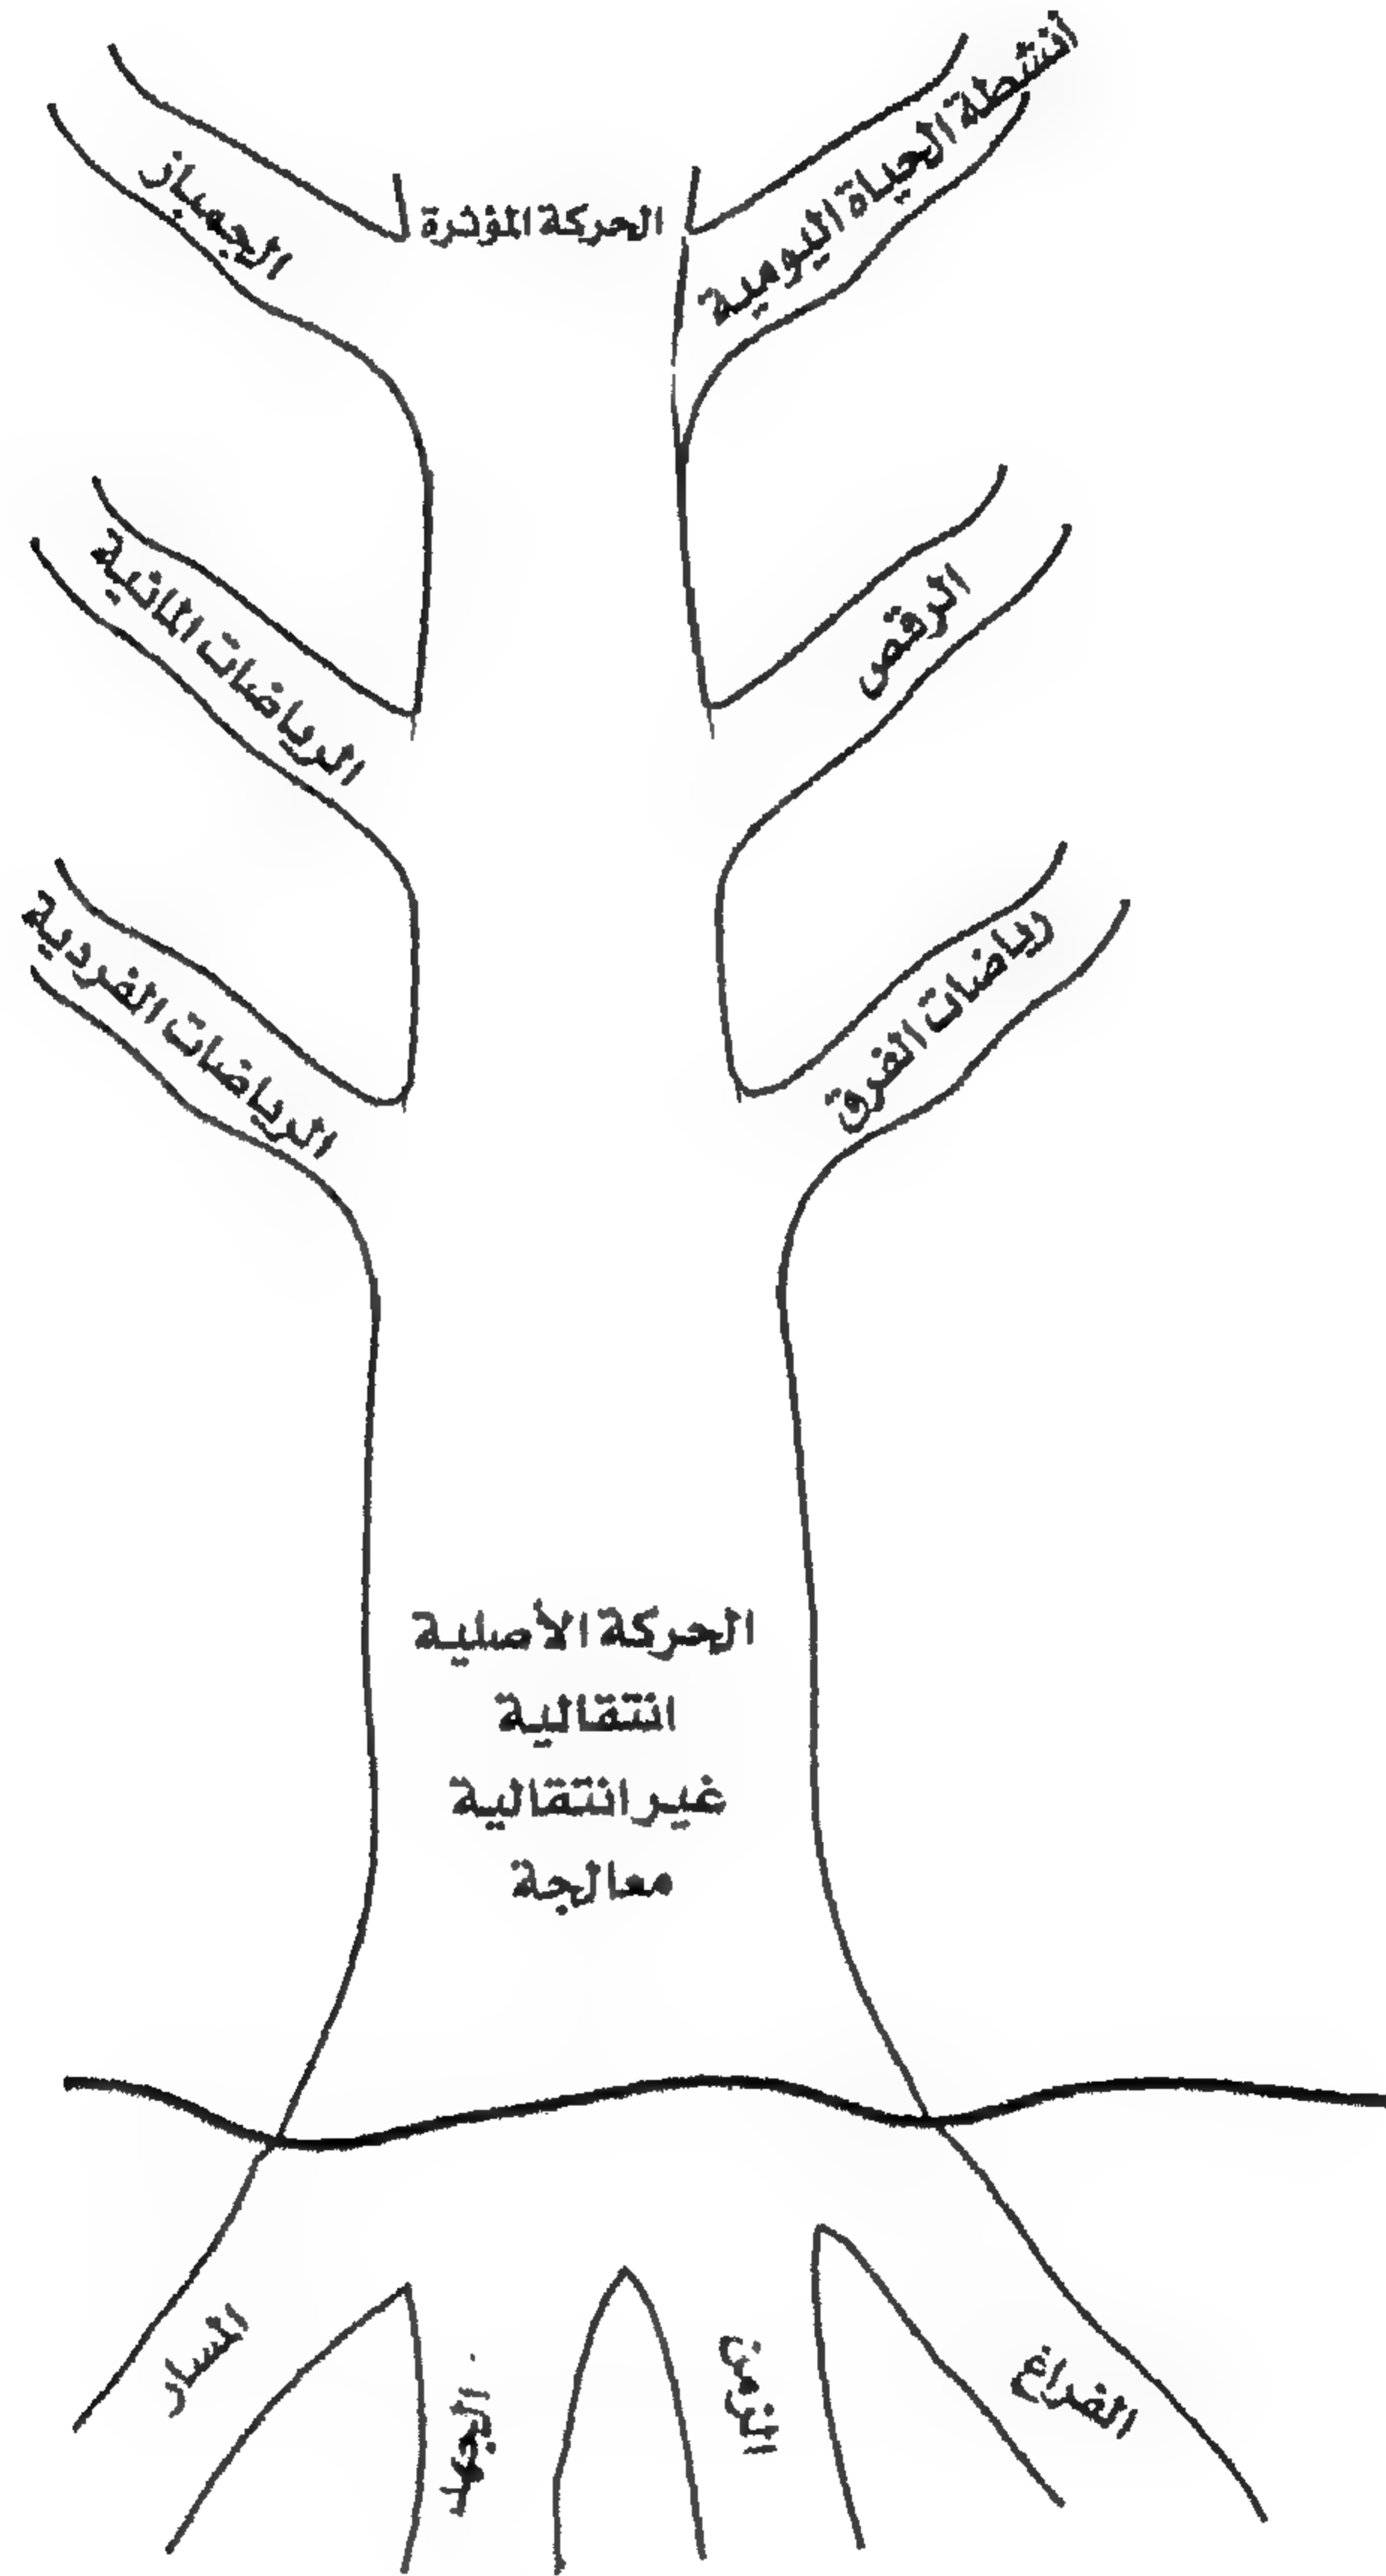 أنشطة الحياة اليومية
الحركة المؤثرة
الجمباز
الرقص
الرياضات المائية
رياضات الفرق
الرياضات الفردية
الحركة الأصلية
انتقالية
غير انتقالية
معالجة
الفراغ
الزمن
الجهد
المسار